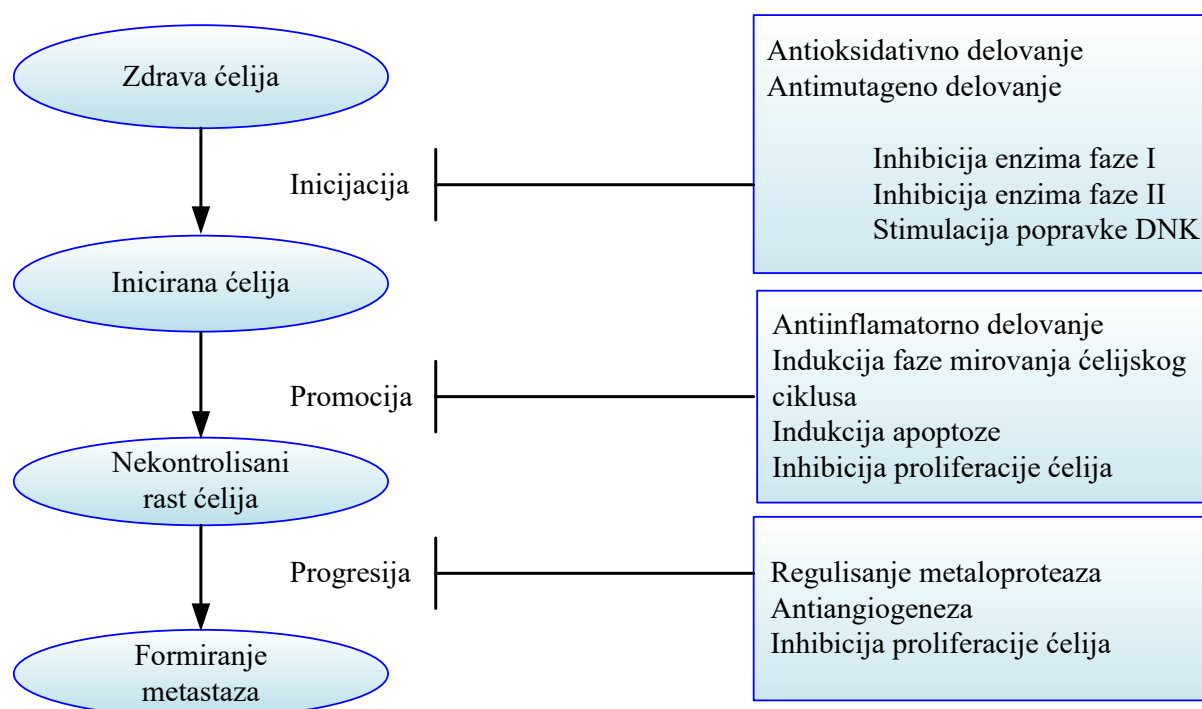 Zdrava ćelija
Antioksidativno delovanje
Antimutageno delovanje
Inicijacija
Inhibicija enzima faze I
Inhibicija enzima faze II
Stimulacija popravke DNK
Inicirana ćelija
Promocija
Antiinflamatorno delovanje
Indukcija faze mirovanja ćelijskog
ciklusa
Indukcija apoptoze
Inhibicija proliferacije ćelija
Nekontrolisani
rast ćelija
Progresija
Regulisanje metaloproteaza
Antiangiogeneza
Inhibicija proliferacije ćelija
Formiranje
metastaza